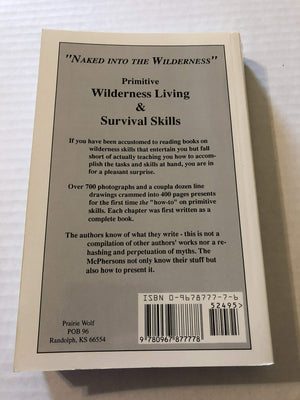 "NAKED INTO THE WILDERNESS"
Primitive
Wilderness Living
&
Survival Skills
If you have been accustomed to reading books on
wilderness skills that entertain you but fall
short of actually teaching you how to accom-
plish the tasks and skills at hand, you are in
for a pleasant surprise.
Over 700 photographs and a coupla dozen line
drawings crammed into 400 pages presents
for the first time the "how-to" on primitive
skills. Each chapter was first written as a
complete book.
The authors know of what they write - this is not a
compilation of other authors' works nor a re-
hashing and perpetuation of myths. The
McPhersons not only know their stuff but
also how to present it.
ISBN 0-9678777-7-6
52495>
9 780967 877778
Prairie Wolf
POB 96
Randolph, KS 66554